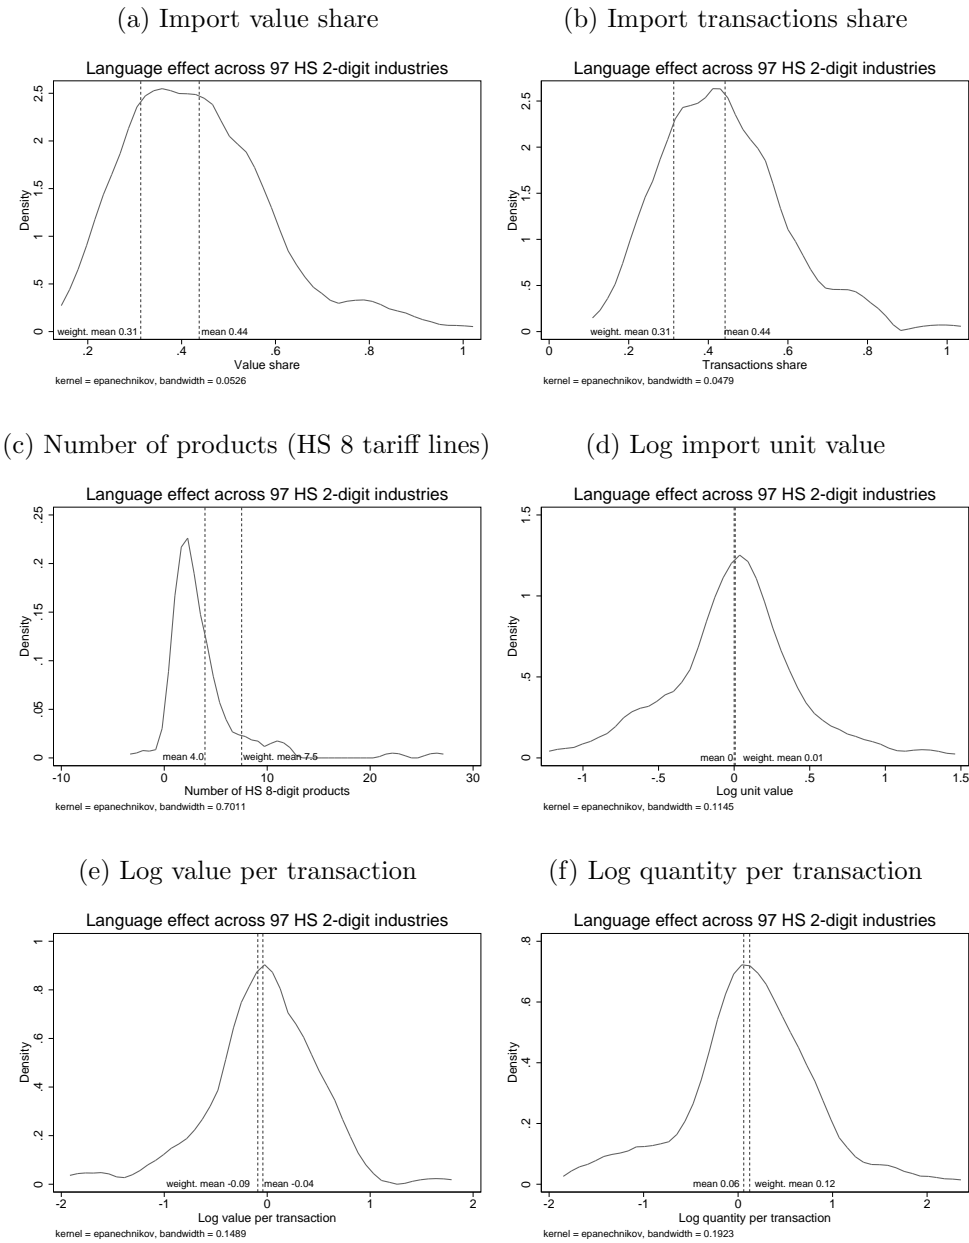 (a) Import value share
Language effect across 97 HS 2-digit industries
Density
0 .5 1 1.5 2 2.5
weight. mean 0.31 mean 0.44
.2 .4 .6 .8 1
Value share
kernel = epanechnikov, bandwidth = 0.0526
(b) Import transactions share
Language effect across 97 HS 2-digit industries
Density
0 .5 1 1.5 2 2.5
weight. mean 0.31 mean 0.44
0 .2 .4 .6 .8 1
Transactions share
kernel = epanechnikov, bandwidth = 0.0479
(c) Number of products (HS 8 tariff lines)
Language effect across 97 HS 2-digit industries
Density
0 .05 .1 .15 .2 .25
mean 4.0 weight. mean 7.5
-10 0 10 20 30
Number of HS 8-digit products
kernel = epanechnikov, bandwidth = 0.7011
(d) Log import unit value
Language effect across 97 HS 2-digit industries
Density
0 .5 1 1.5
mean 0 weight. mean 0.01
-1 -.5 0 .5 1 1.5
Log unit value
kernel = epanechnikov, bandwidth = 0.1145
(e) Log value per transaction
Language effect across 97 HS 2-digit industries
Density
0 .2 .4 .6 .8 1
weight. mean -0.09 mean -0.04
-2 -1 0 1 2
Log value per transaction
kernel = epanechnikov, bandwidth = 0.1489
(f) Log quantity per transaction
Language effect across 97 HS 2-digit industries
Density
0 .2 .4 .6 .8
mean 0.06 weight. mean 0.12
-2 -1 0 1 2
Log quantity per transaction
kernel = epanechnikov, bandwidth = 0.1923